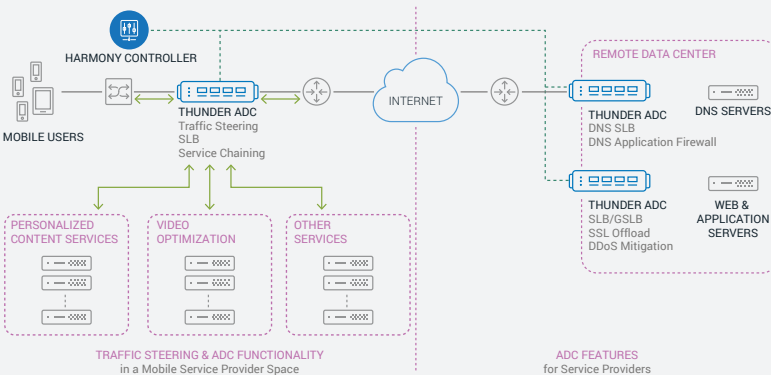 HARMONY CONTROLLER
MOBILE USERS
THUNDER ADC
Traffic Steering
SLB
Service Chaining
INTERNET
REMOTE DATA CENTER
THUNDER ADC
DNS SLB
DNS Application Firewall
DNS SERVERS
THUNDER ADC
SLB/GSLB
SSL Offload
DDoS Mitigation
WEB &
APPLICATION
SERVERS
PERSONALIZED
CONTENT SERVICES
VIDEO
OPTIMIZATION
OTHER
SERVICES
TRAFFIC STEERING & ADC FUNCTIONALITY
in a Mobile Service Provider Space
ADC FEATURES
for Service Providers